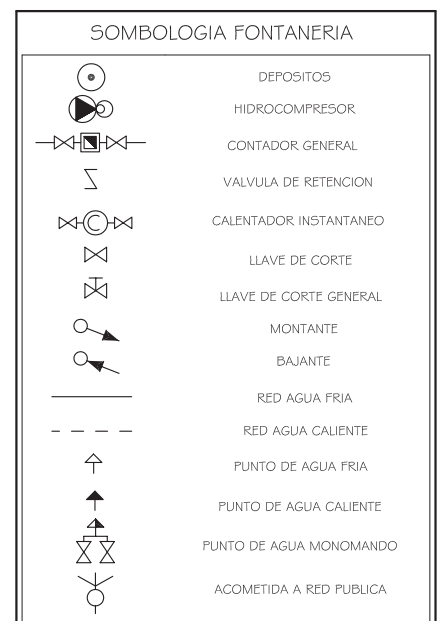 SOMBOLOGIA FONTANERIA
DEPOSITOS
HIDROCOMPRESOR
CONTADOR GENERAL
VALVULA DE RETENCION
C
CALENTADOR INSTANTANEO
LLAVE DE CORTE
LLAVE DE CORTE GENERAL
MONTANTE
BAJANTE
RED AGUA FRIA
RED AGUA CALIENTE
PUNTO DE AGUA FRIA
PUNTO DE AGUA CALIENTE
PUNTO DE AGUA MONOMANDO
ACOMETIDA A RED PUBLICA